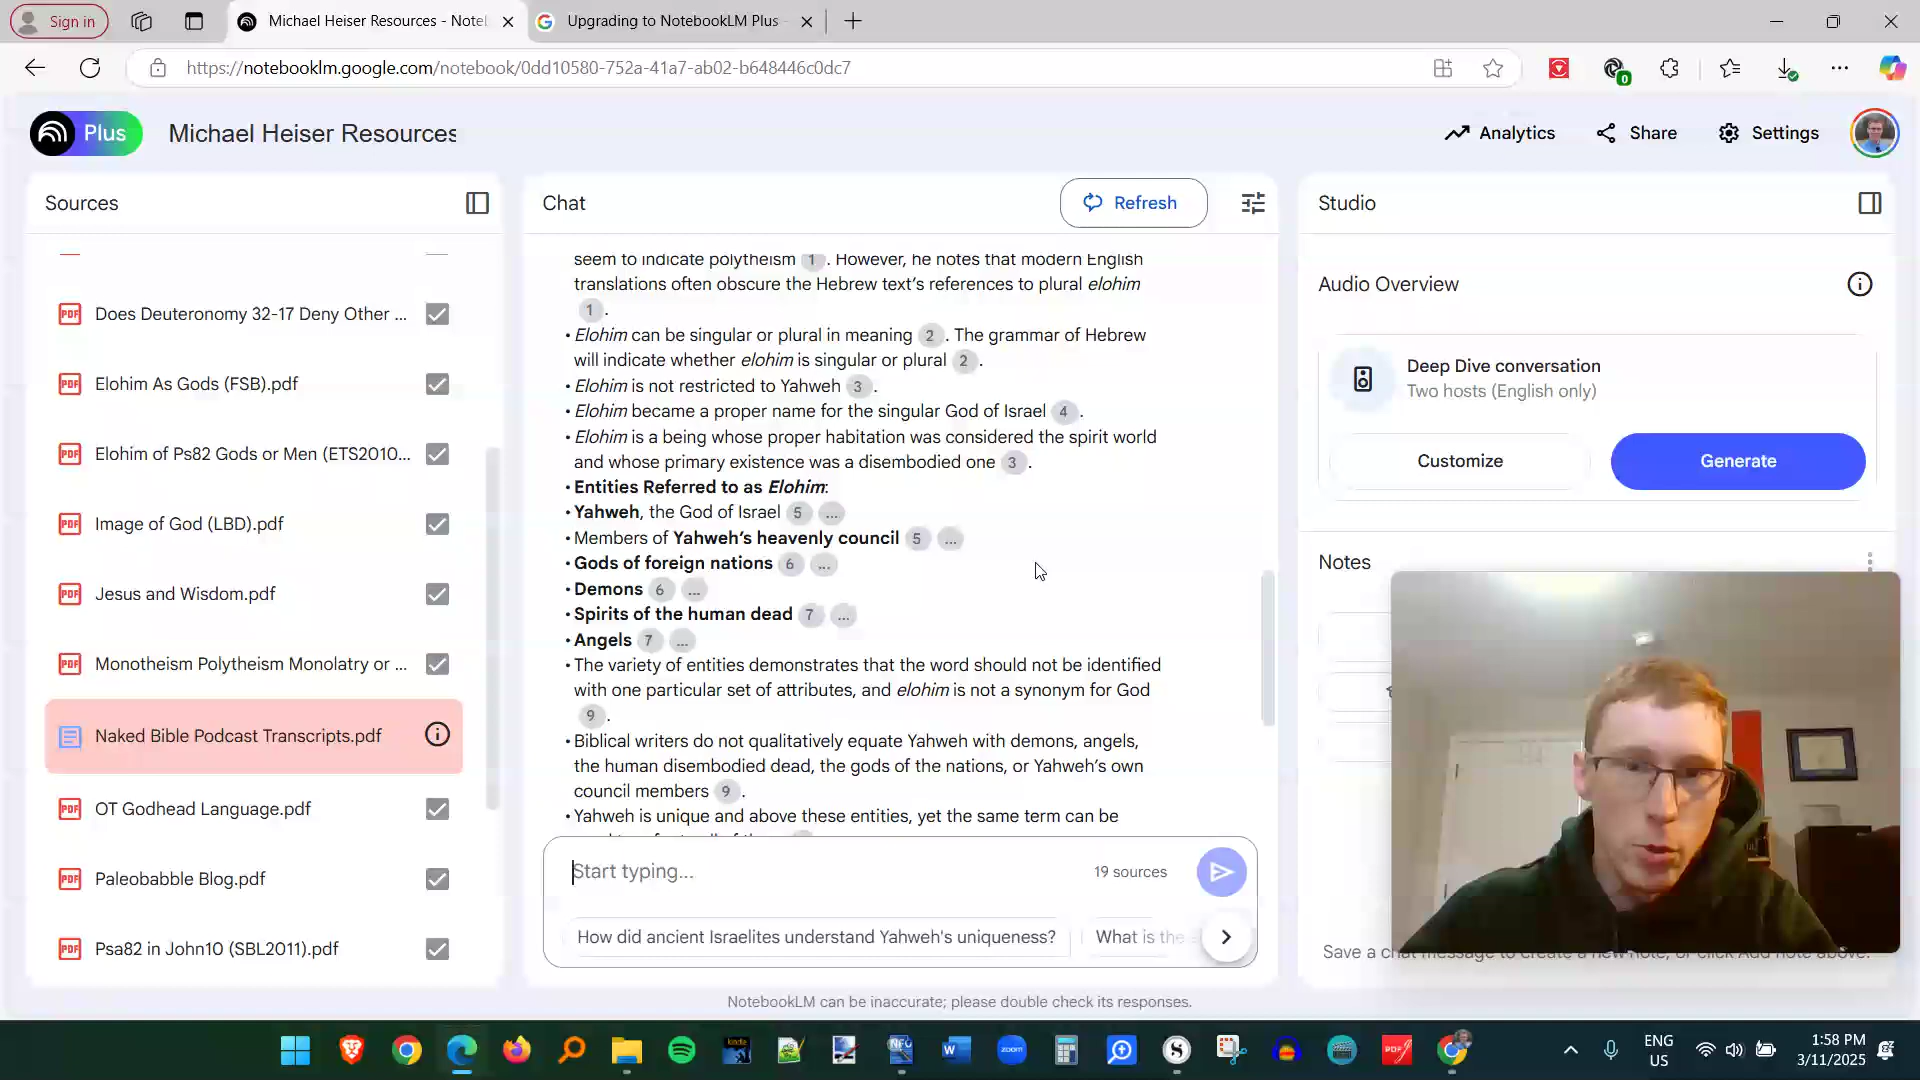 Sign in
Michael Heiser Resources - Note
Upgrading to NotebookLM Plus
https://notebooklm.google.com/notebook/0dd10580-752a-41a7-ab02-b648446c0dc7
0
Plus
Michael Heiser Resources
Analytics
Share
Settings
Sources
Does Deuteronomy 32-17 Deny Other ...
Elohim As Gods (FSB).pdf
Elohim of Ps82 Gods or Men (ETS2010...
Image of God (LBD).pdf
Jesus and Wisdom.pdf
Monotheism Polytheism Monolatry or ...
Naked Bible Podcast Transcripts.pdf
OT Godhead Language.pdf
Paleobabble Blog.pdf
Psa82 in John10 (SBL2011).pdf
Chat
Refresh
seem to indicate polytheism 1 . However, he notes that modern English
translations often obscure the Hebrew text's references to plural elohim
1 .
• Elohim can be singular or plural in meaning 2 . The grammar of Hebrew
will indicate whether elohim is singular or plural 2 .
• Elohim is not restricted to Yahweh 3 .
• Elohim became a proper name for the singular God of Israel 4 .
• Elohim is a being whose proper habitation was considered the spirit world
and whose primary existence was a disembodied one 3 .
• Entities Referred to as Elohim:
• Yahweh, the God of Israel 5 ...
• Members of Yahweh's heavenly council 5 ...
• Gods of foreign nations 6 ...
• Demons 6 ...
• Spirits of the human dead 7 ...
• Angels 7 ...
• The variety of entities demonstrates that the word should not be identified
with one particular set of attributes, and elohim is not a synonym for God
9 .
• Biblical writers do not qualitatively equate Yahweh with demons, angels,
the human disembodied dead, the gods of the nations, or Yahweh's own
council members 9 .
• Yahweh is unique and above these entities, yet the same term can be
Start typing...
19 sources
How did ancient Israelites understand Yahweh's uniqueness?
What is the
NotebookLM can be inaccurate; please double check its responses.
Studio
Audio Overview
Deep Dive conversation
Two hosts (English only)
Customize
Generate
Notes
Save a chat message to create a new note, or click Add note above.
ENG
US
1:58 PM
3/11/2025